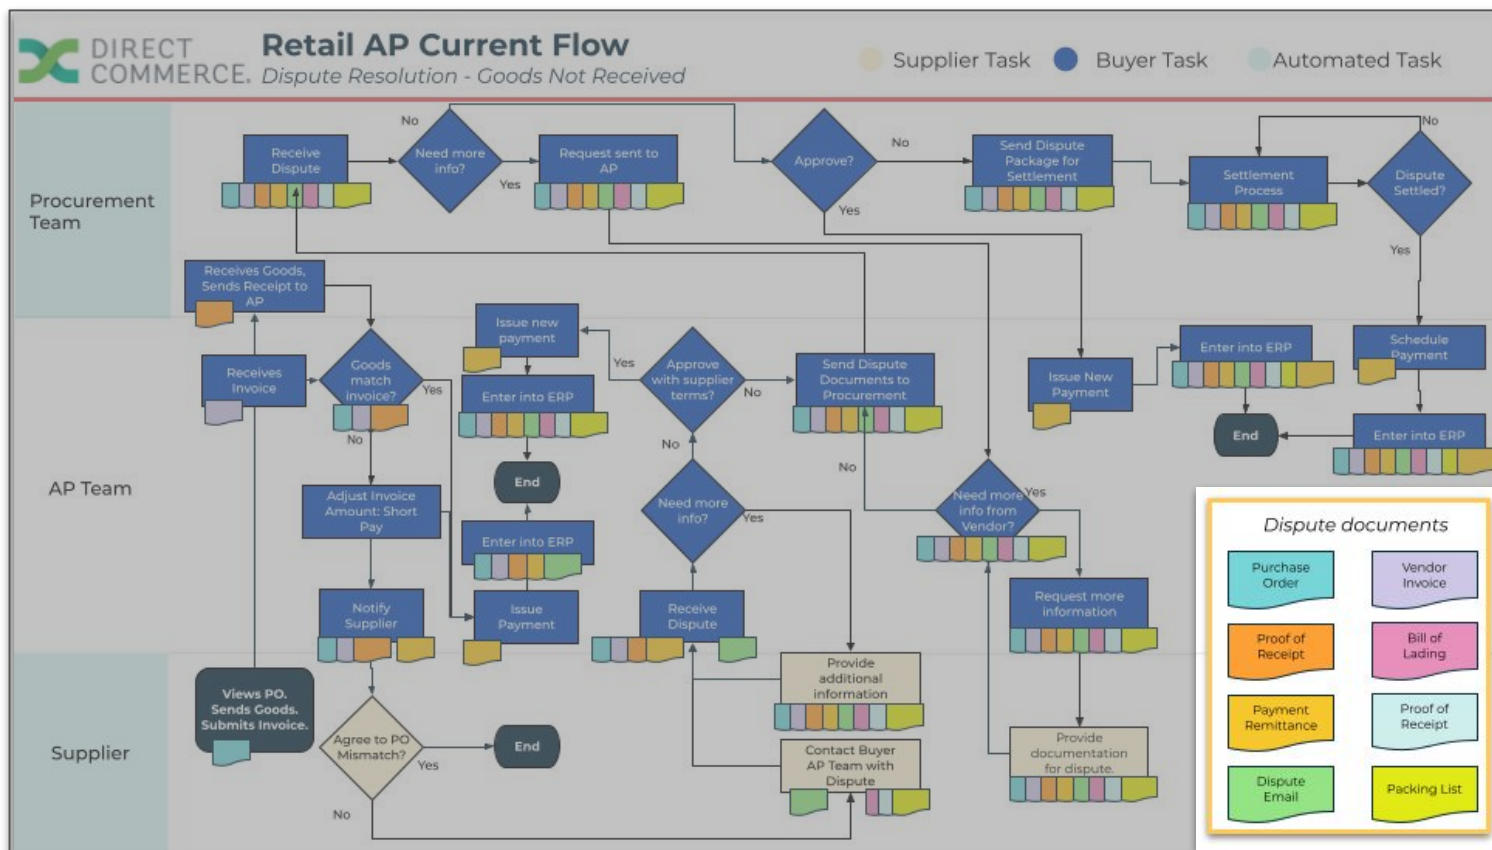 DIRECT
COMMERCE.
Retail AP Current Flow
Dispute Resolution - Goods Not Received
Supplier Task
Buyer Task
Automated Task
Procurement
Team
Receive
Dispute
No
Need more
info?
Yes
Request sent to
AP
Approve?
No
Yes
Send Dispute
Package for
Settlement
Settlement
Process
No
Dispute
Settled?
Yes
Receives Goods,
Sends Receipt to
AP
AP Team
Receives
Invoice
Goods
match
invoice?
Yes
No
Issue new
payment
Enter into ERP
End
Yes
Approve
with supplier
terms?
No
No
Send Dispute
Documents to
Procurement
No
Issue New
Payment
Enter into ERP
End
Schedule
Payment
Enter into ERP
Adjust Invoice
Amount: Short
Pay
Enter into ERP
Need more
info?
Yes
Need more
info from
Vendor?
Yes
Notify
Supplier
Issue
Payment
Receive
Dispute
Request more
information
Supplier
Views PO.
Sends Goods.
Submits Invoice.
Agree to PO
Mismatch?
Yes
No
End
Provide
additional
information
Contact Buyer
AP Team with
Dispute
Provide
documentation
for dispute.
Dispute documents
Purchase
Order
Vendor
Invoice
Proof of
Receipt
Bill of
Lading
Payment
Remittance
Proof of
Receipt
Dispute
Email
Packing List